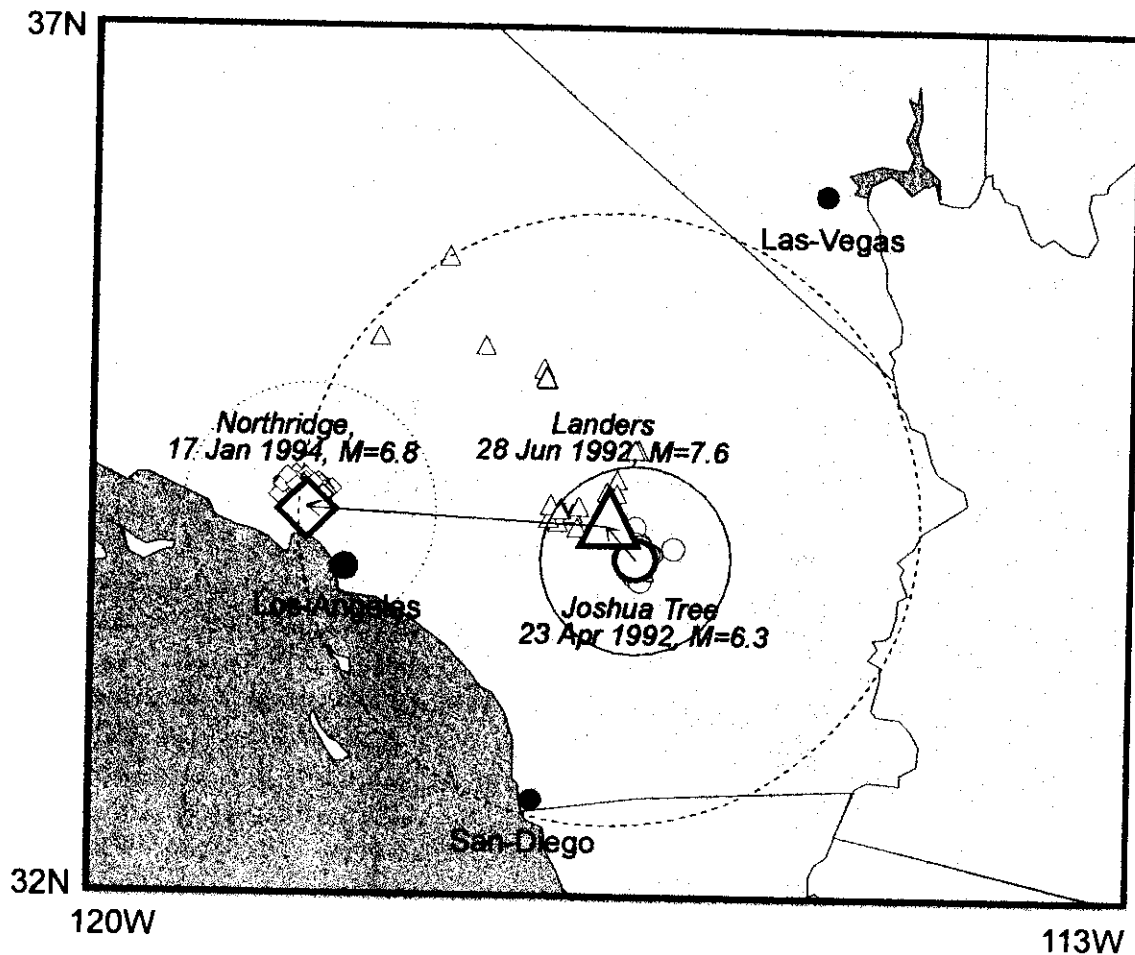 37N
Las-Vegas
Northridge,
17 Jan 1994, M=6.8
Landers
28 Jun 1992, M=7.6
Los-Angeles
Joshua Tree
23 Apr 1992, M=6.3
San-Diego
32N
120W
113W